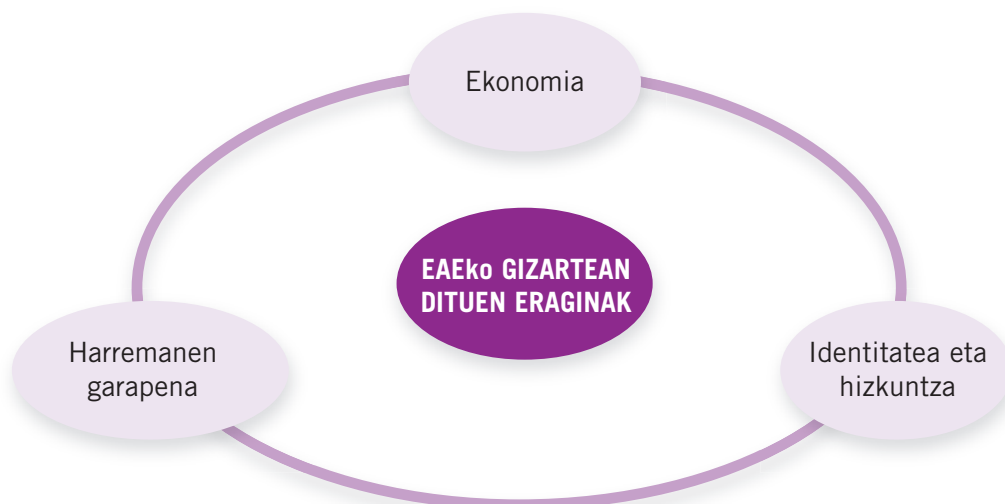 Ekonomia
EAEko GIZARTEAN
DITUEN ERAGINAK
Harremanen
garapena
Identitatea eta
hizkuntza